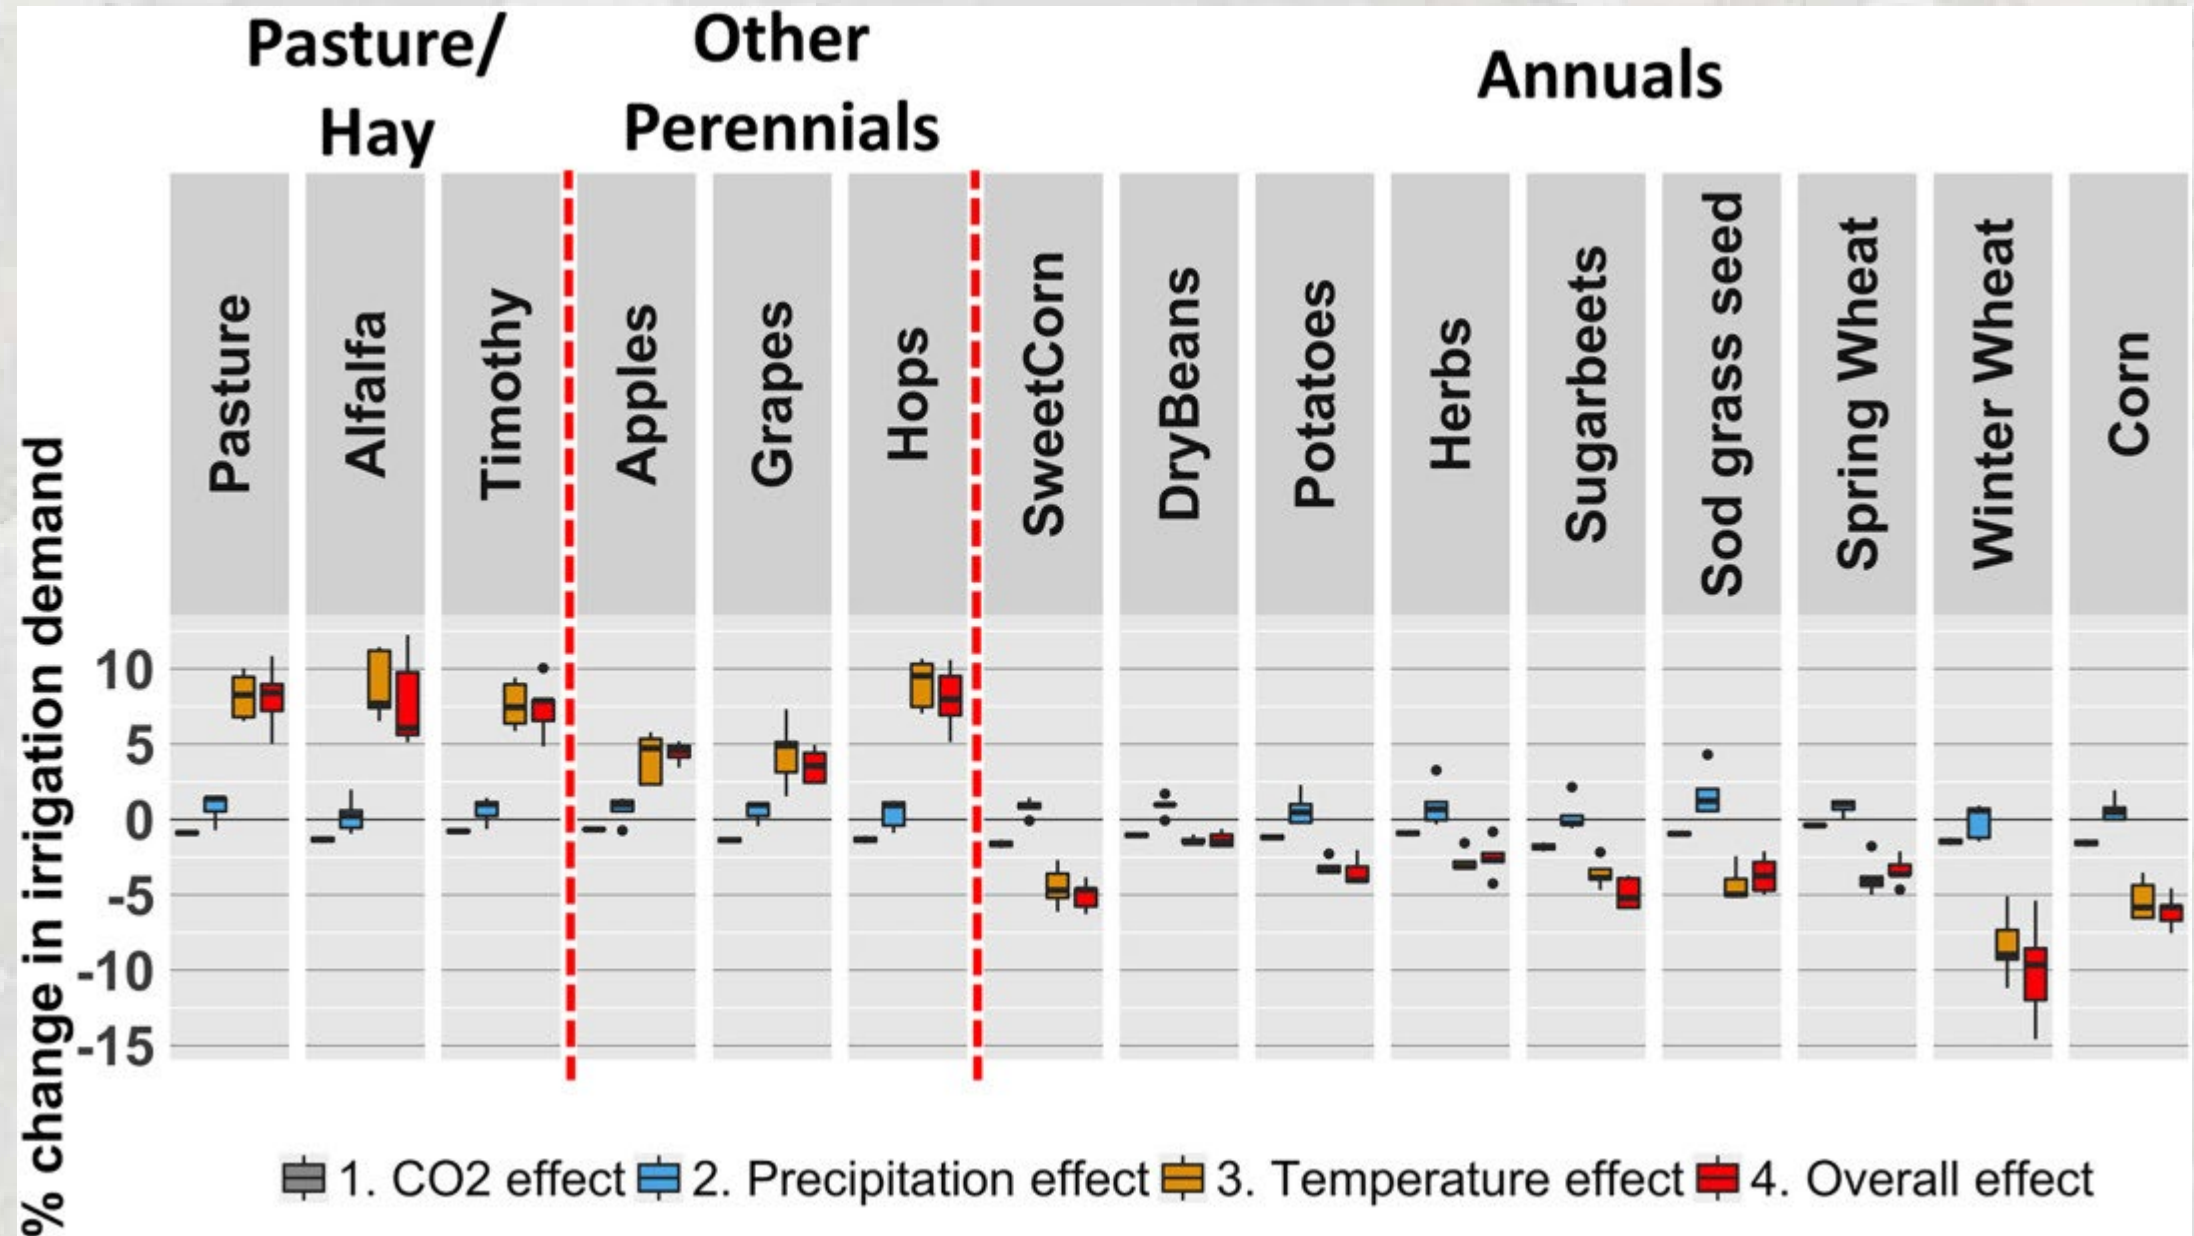 Pasture/
Hay
Other
Perennials
Annuals
Pasture
Alfalfa
Timothy
Apples
Grapes
Hops
SweetCorn
DryBeans
Potatoes
Herbs
Sugarbeets
Sod grass seed
Spring Wheat
Winter Wheat
Corn
% change in irrigation demand
10
5
0
-5
-10
-15
1. CO2 effect 2. Precipitation effect 3. Temperature effect 4. Overall effect